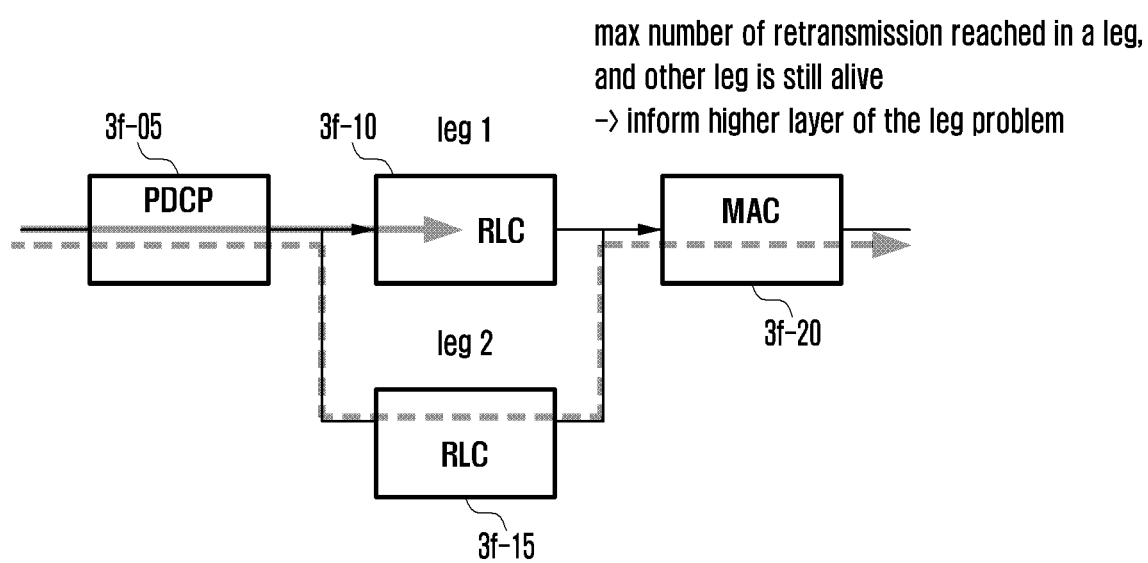 max number of retransmission reached in a leg,
and other leg is still alive
-> inform higher layer of the leg problem
3f-05
3f-10
leg 1
PDCP
RLC
MAC
3f-20
leg 2
RLC
3f-15